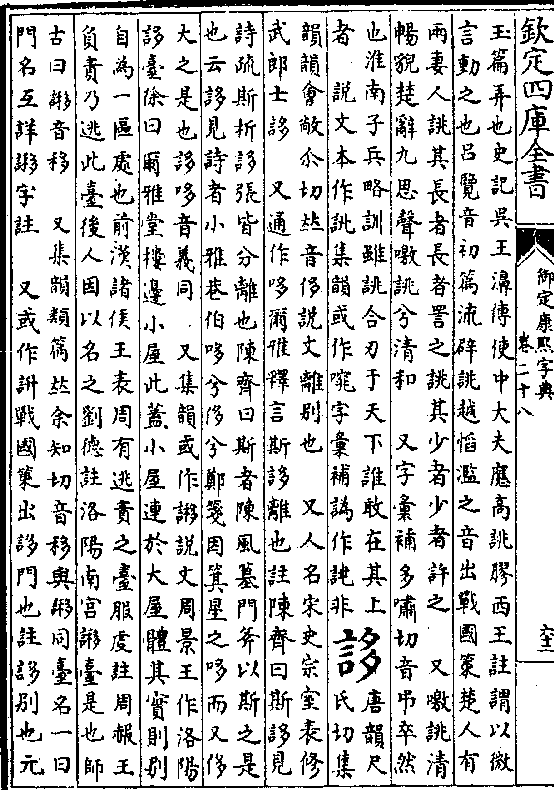 欽定四庫全書
御定康熙字典
卷二十八
玉篇弄也史記吳王濞傳使中大夫應高誂膠西王註謂以微
言動之也呂覽音初篇流辟誂越慆濫之音出戰國策楚人有
兩妻人誂其長者長者詈之誂其少者少者許之 又噭誂清
暢貌楚辭九思聲噭誂兮清和 又字彙補多嘯切音弔卒然
也淮南子兵略訓雖誂合刃于天下誰敢在其上
者 說文本作誂集韻或作嚨字彙補譌作訑非
誃
唐韻尺
氏切集
韻韻會敞尒切𠀤音侈說文離別也 又人名宋史宗室表修
武郎士誃 又通作哆爾雅釋言斯誃離也註陳齊曰斯誃見
詩疏斯析誃張皆分離也陳齊曰斯者陳風墓門斧以斯之是
也云誃見詩者小雅巷伯哆兮侈兮鄭箋因箕星之哆而又侈
大之是也誃哆音義同 又集韻或作謻說文周景王作洛陽
誃臺徐曰爾雅堂樓邊小屋此蓋小屋連於大屋體其實則別
自為一區處也前漢諸侯王表周有逃責之臺服虔註周赧王
負責乃逃此臺後人因以名之劉德註洛陽南宮謻臺是也師
古曰謻音移 又集韻類篇𠀤余知切音移與謻同臺名一曰
門名互詳謻字註 又或作詽戰國策出誃門也註誃別也元